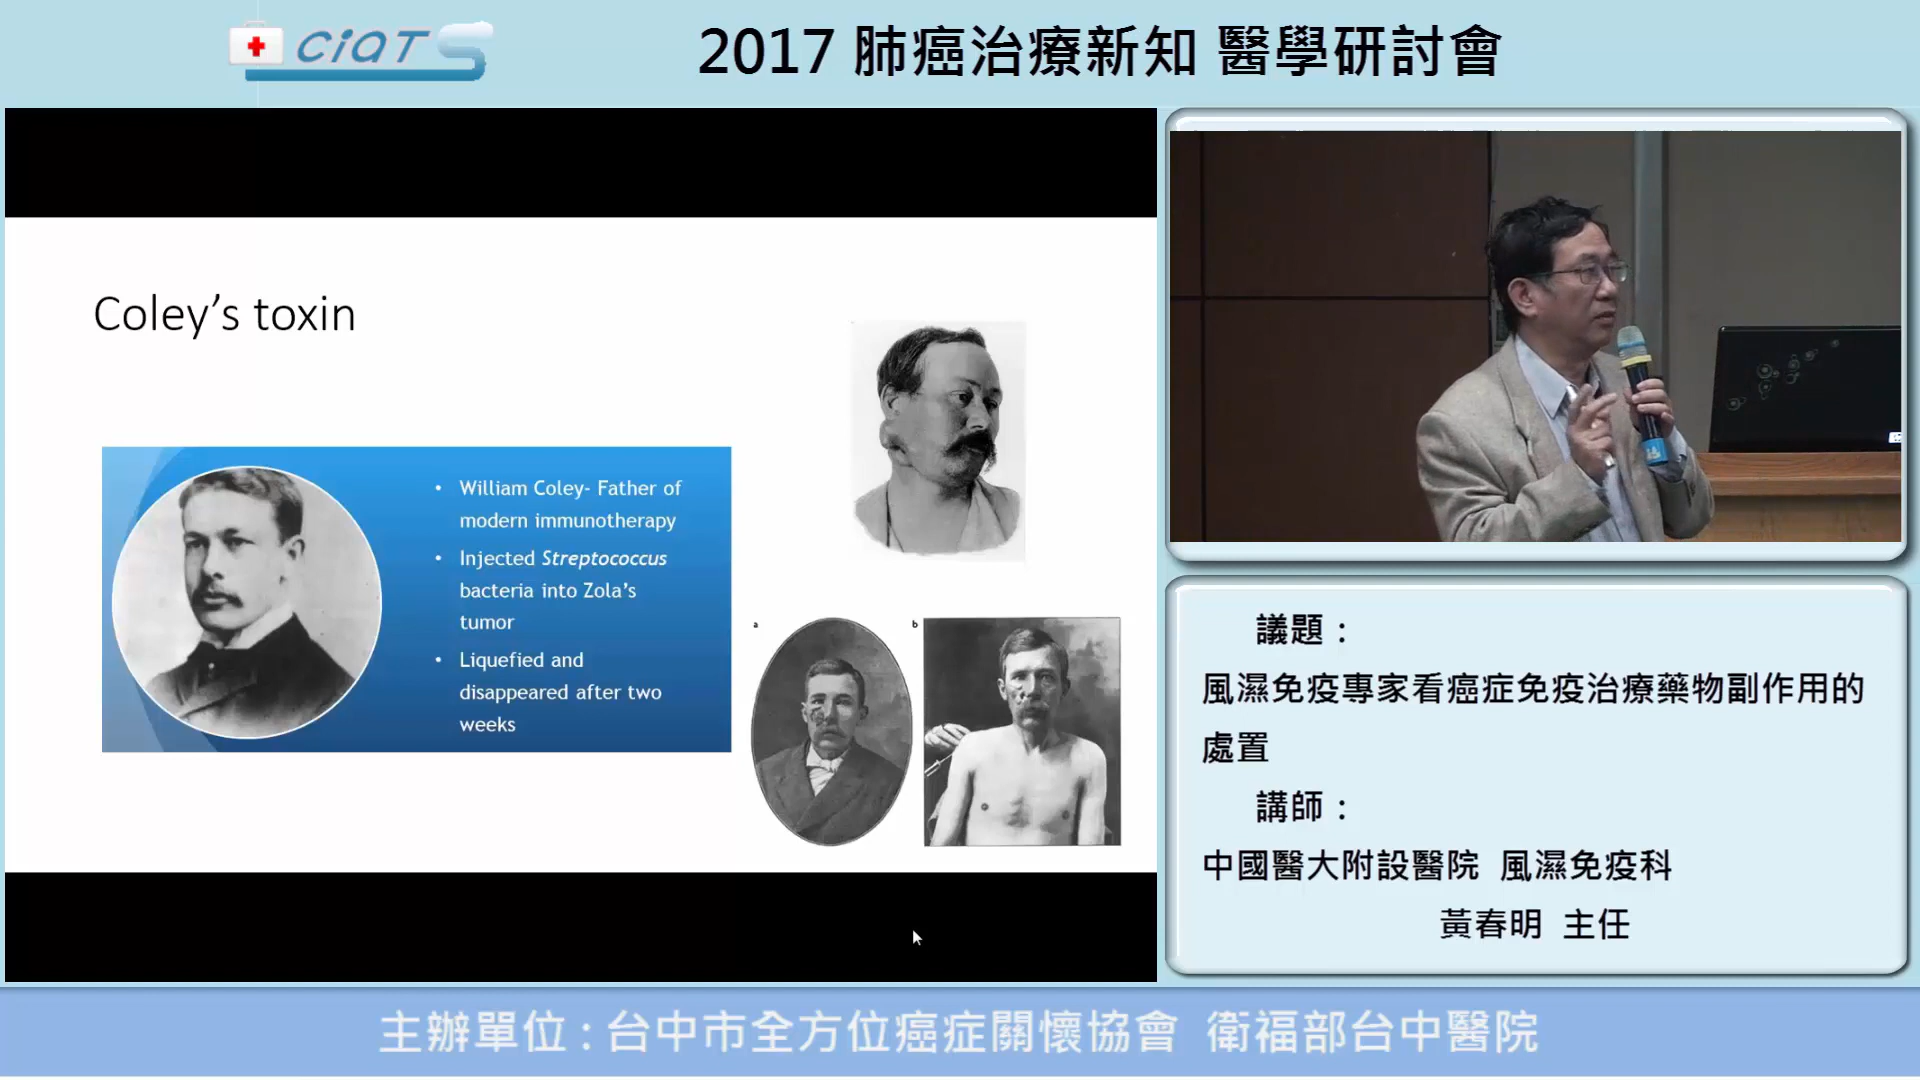 CiaTS
2017 肺癌治療新知 醫學研討會
Coley’s toxin
• William Coley- Father of
modern immunotherapy
• Injected Streptococcus
bacteria into Zola’s
tumor
• Liquefied and
disappeared after two
weeks
a
b
議題：
風濕免疫專家看癌症免疫治療藥物副作用的
處置
講師：
中國醫大附設醫院 風濕免疫科
黃春明 主任
主辦單位 : 台中市全方位癌症關懷協會 衛福部台中醫院